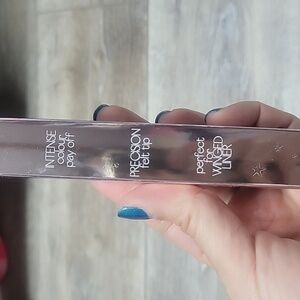 INTENSE
colour
pay off
PRECISION
felt tip
perfect
for
WINGED
LINER